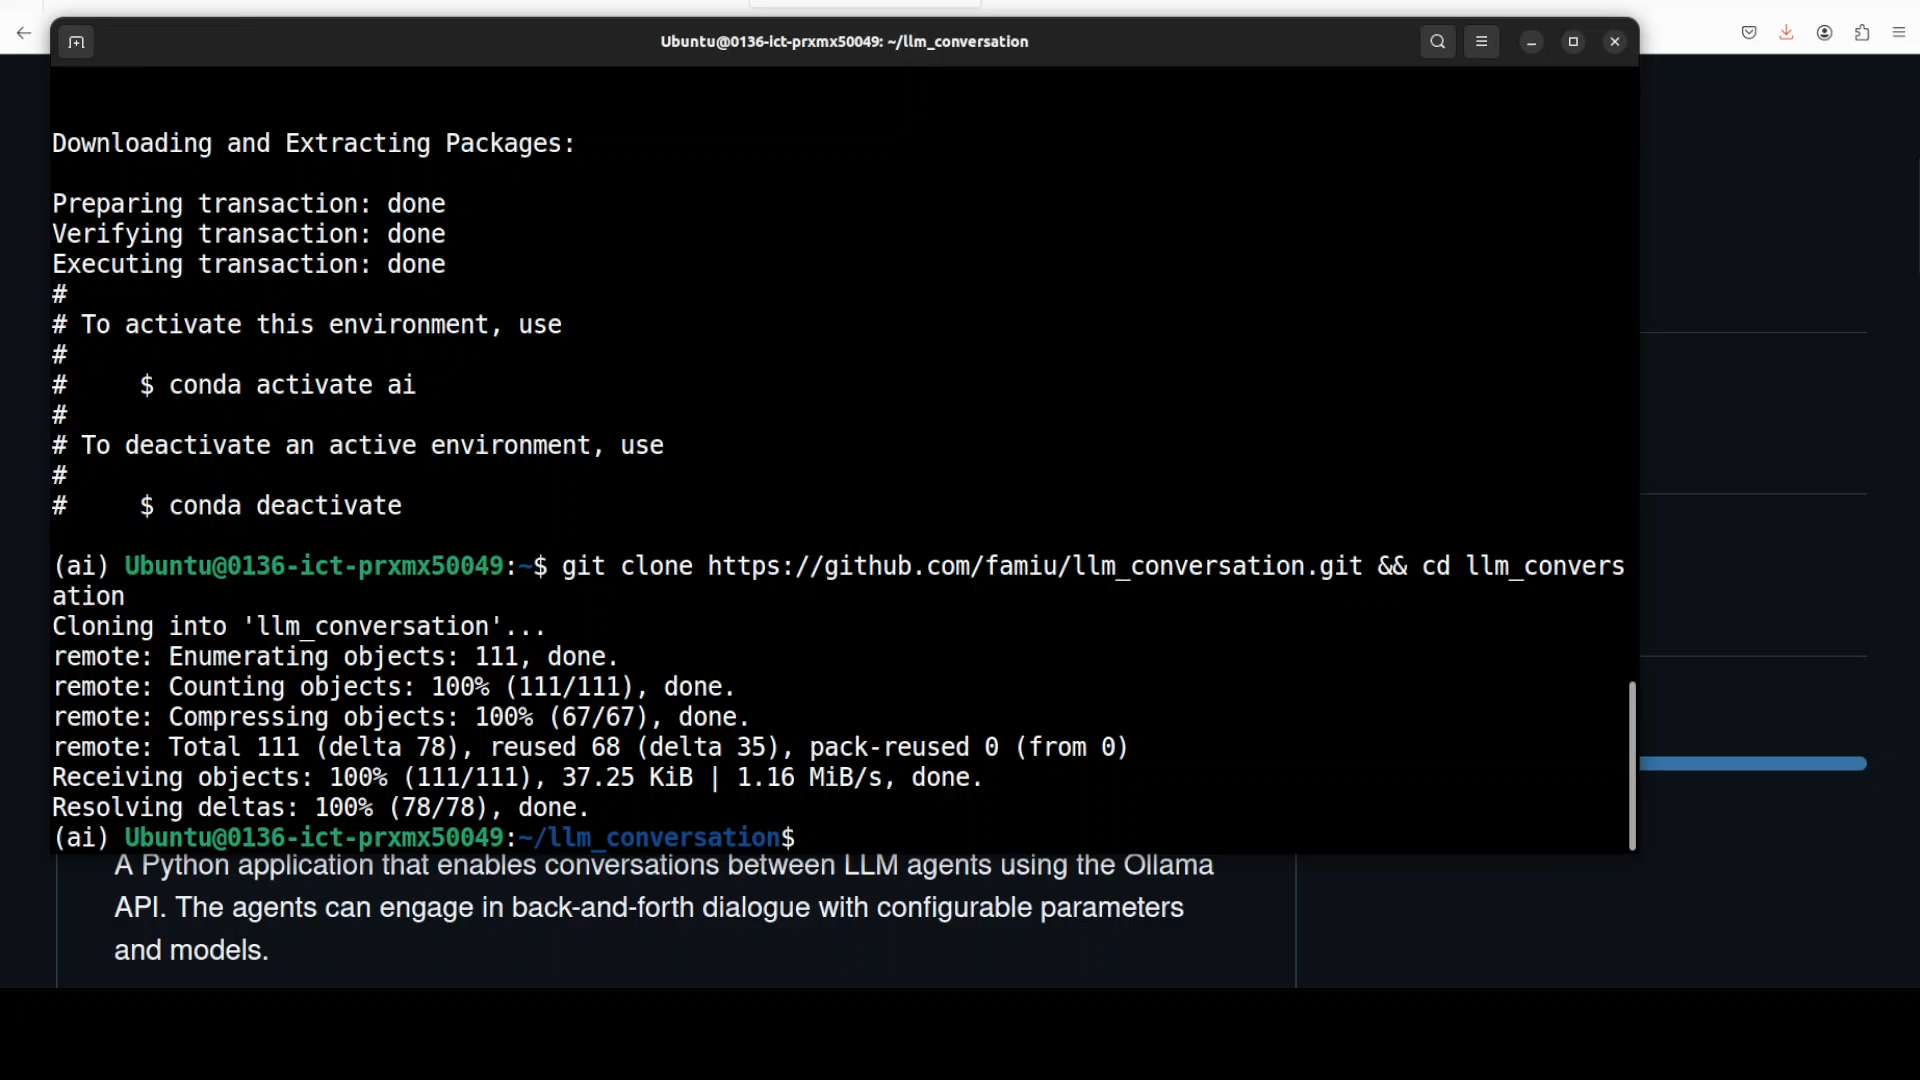 Ubuntu@0136-ict-prxmx50049: ~/llm_conversation
Downloading and Extracting Packages:
Preparing transaction: done
Verifying transaction: done
Executing transaction: done
#
# To activate this environment, use
#
#     $ conda activate ai
#
# To deactivate an active environment, use
#
#     $ conda deactivate
(ai) Ubuntu@0136-ict-prxmx50049:~$ git clone https://github.com/famiu/llm_conversation.git && cd llm_convers
ation
Cloning into 'llm_conversation'...
remote: Enumerating objects: 111, done.
remote: Counting objects: 100% (111/111), done.
remote: Compressing objects: 100% (67/67), done.
remote: Total 111 (delta 78), reused 68 (delta 35), pack-reused 0 (from 0)
Receiving objects: 100% (111/111), 37.25 KiB | 1.16 MiB/s, done.
Resolving deltas: 100% (78/78), done.
(ai) Ubuntu@0136-ict-prxmx50049:~/llm_conversation$
A Python application that enables conversations between LLM agents using the Ollama
API. The agents can engage in back-and-forth dialogue with configurable parameters
and models.